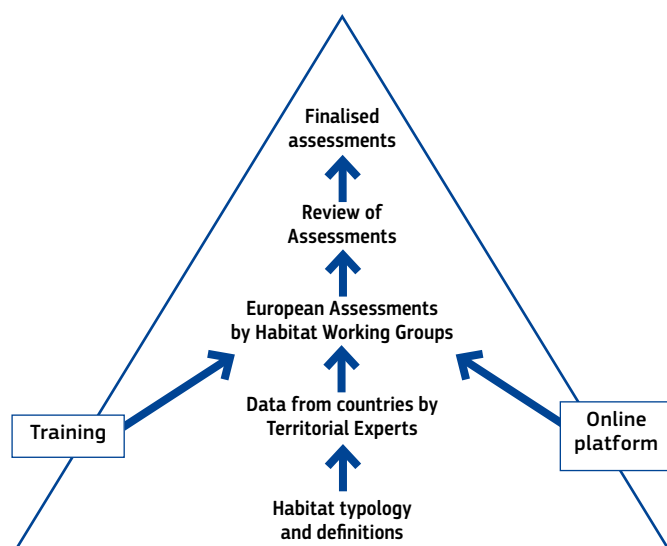 Finalised
assessments
Review of
Assessments
European Assessments
by Habitat Working Groups
Data from countries by
Territorial Experts
Training
Online
platform
Habitat typology
and definitions